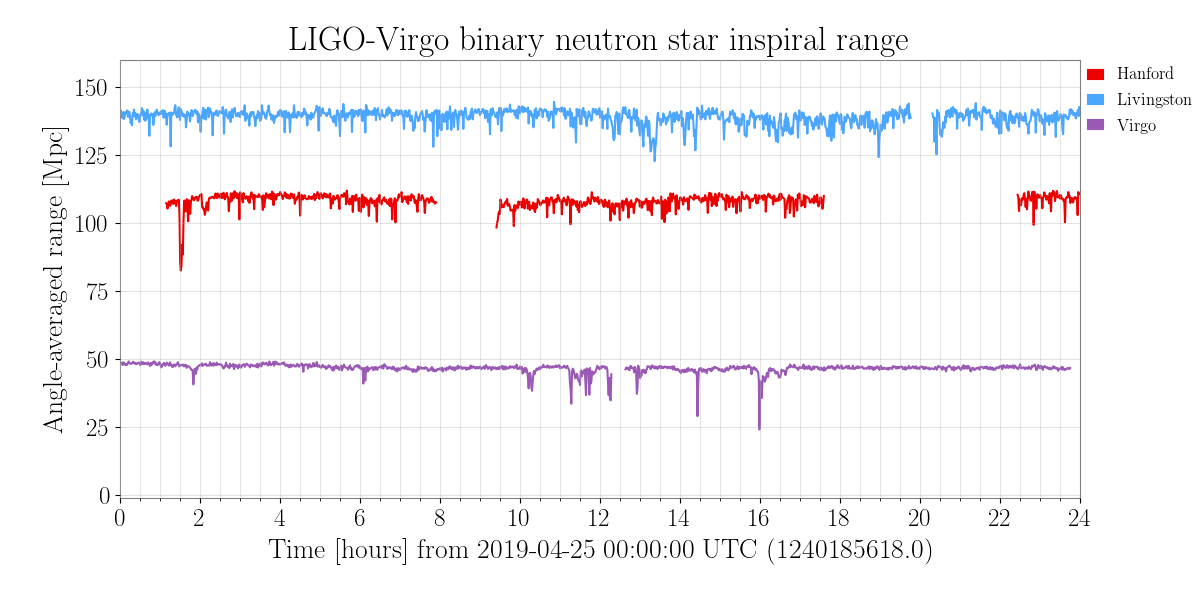 LIGO-Virgo binary neutron star inspiral range
Hanford
Livingston
Virgo
Angle-averaged range [Mpc]
150
125
100
75
50
25
0
0 2 4 6 8 10 12 14 16 18 20 22 24
Time [hours] from 2019-04-25 00:00:00 UTC (1240185618.0)